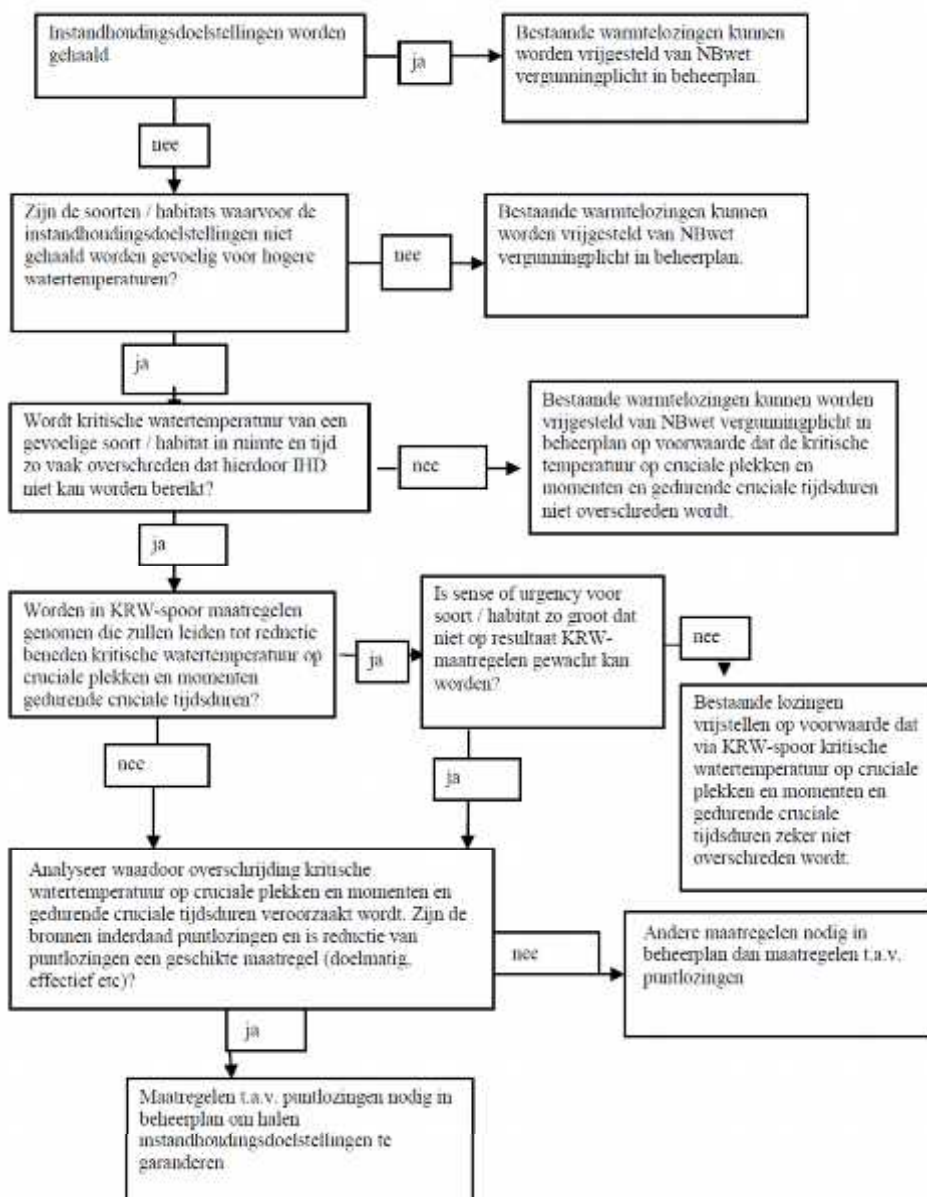 Instandhoudingsdoelstellingen worden
gehaald
ja
Bestaande warmtelozingen kunnen
worden vrijgesteld van NBwet
vergunningplicht in beheerplan.
nee
Zijn de soorten / habitats waarvoor de
instandhoudingsdoelstellingen niet
gehaald worden gevoelig voor hogere
watertemperaturen?
nee
Bestaande warmtelozingen kunnen
worden vrijgesteld van NBwet
vergunningplicht in beheerplan.
ja
Wordt kritische watertemperatuur van een
gevoelige soort / habitat in ruimte en tijd
zo vaak overschreden dat hierdoor IHD
niet kan worden bereikt?
nee
Bestaande warmtelozingen kunnen worden
vrijgesteld van NBwet vergunningplicht in
beheerplan op voorwaarde dat de kritische
temperatuur op cruciale plekken en
momenten en gedurende cruciale tijdsduren
niet overschreden wordt.
ja
Worden in KRW-spoor maatregelen
genomen die zullen leiden tot reductie
beneden kritische watertemperatuur op
cruciale plekken en momenten
gedurende cruciale tijdsduren?
ja
Is sense of urgency voor
soort / habitat zo groot dat
niet op resultaat KRW-
maatregelen gewacht kan
worden?
nee
Bestaande lozingen
vrijstellen op voorwaarde dat
via KRW-spoor kritische
watertemperatuur op cruciale
plekken en momenten en
gedurende cruciale
tijdsduren zeker niet
overschreden wordt.
nee
ja
Analyseer waardoor overschrijding kritische
watertemperatuur op cruciale plekken en momenten en
gedurende cruciale tijdsduren veroorzaakt wordt. Zijn de
bronnen inderdaad puntlozingen en is reductie van
puntlozingen een geschikte maatregel (doelmatig,
effectief etc)?
nee
Andere maatregelen nodig in
beheerplan dan maatregelen t.a.v.
puntlozingen
ja
Maatregelen t.a.v. puntlozingen nodig in
beheerplan om halen
instandhoudingsdoelstellingen te
garanderen